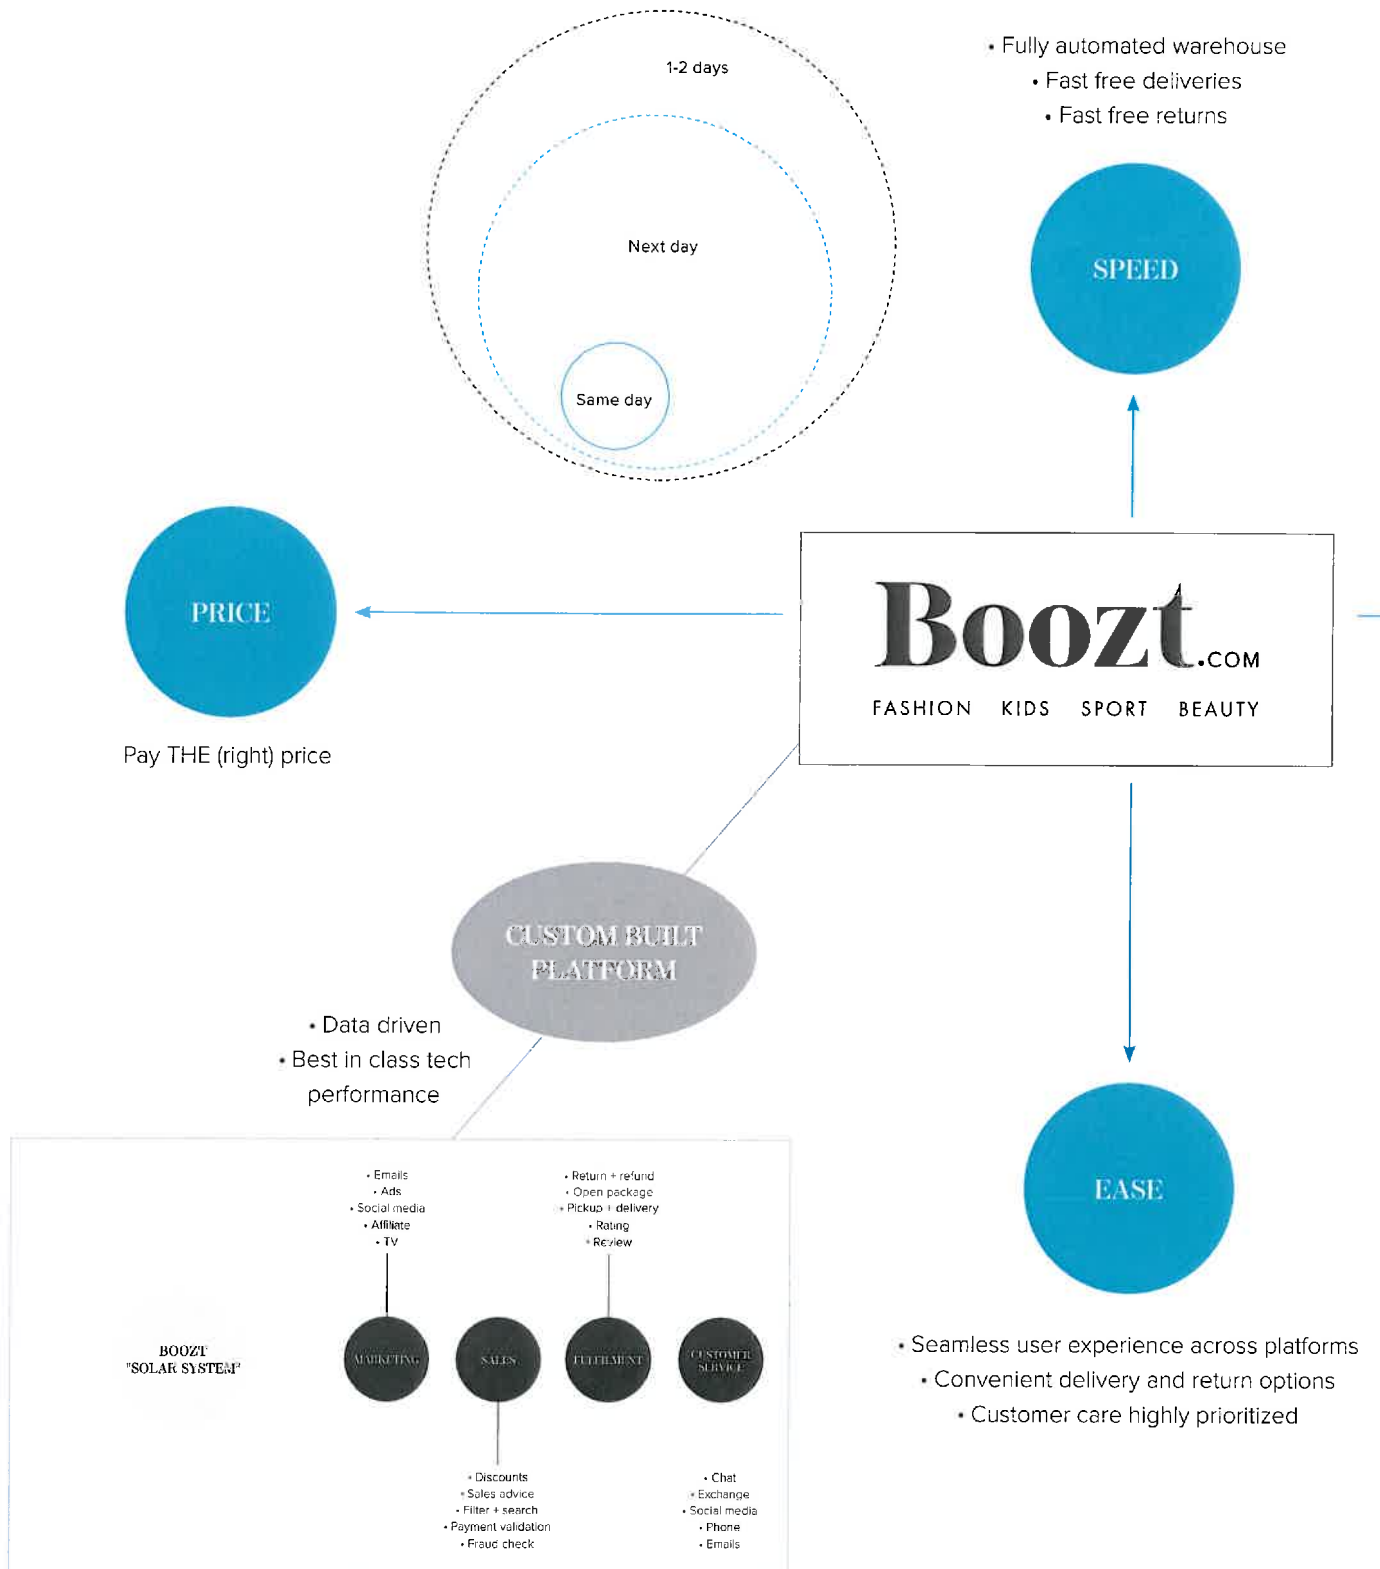 1-2 days
Next day
Same day
• Fully automated warehouse
• Fast free deliveries
• Fast free returns
SPEED
PRICE
Pay THE (right) price
Boozt.COM
FASHION KIDS SPORT BEAUTY
CUSTOM BUILT
PLATFORM
• Data driven
• Best in class tech
performance
EASE
• Seamless user experience across platforms
• Convenient delivery and return options
• Customer care highly prioritized
BOOZT
"SOLAR SYSTEM"
• Emails
• Ads
• Social media
• Affiliate
• TV
MARKETING
SALES
• Discounts
• Sales advice
• Filter + search
• Payment validation
• Fraud check
• Return + refund
• Open package
• Pickup + delivery
• Rating
• Review
FULFILMENT
CUSTOMER
SERVICE
• Chat
• Exchange
• Social media
• Phone
• Emails